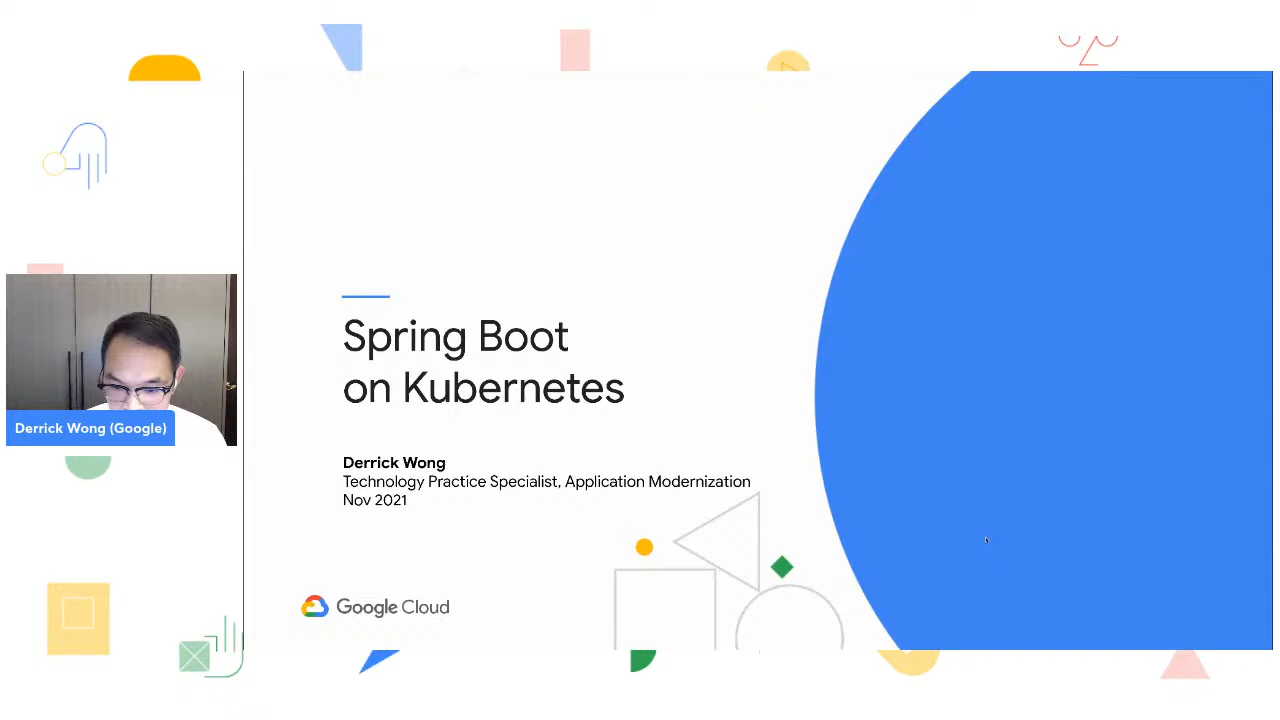 Spring Boot
on Kubernetes
Derrick Wong (Google)
Derrick Wong
Technology Practice Specialist, Application Modernization
Nov 2021
Google Cloud